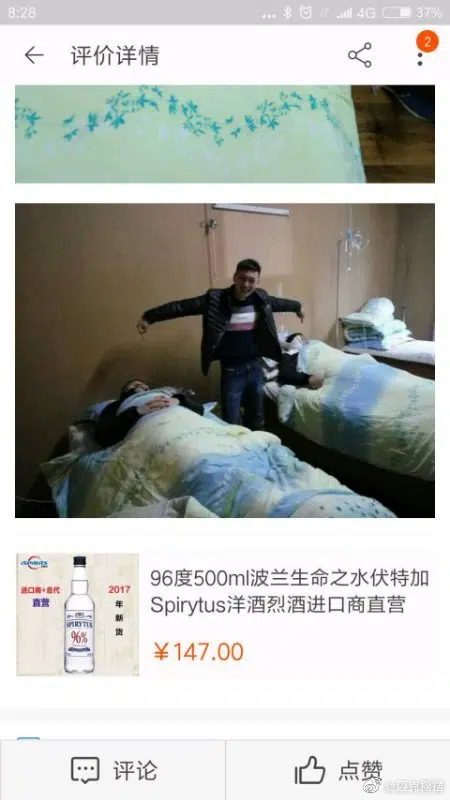 8:28
4G
37%
评价详情
2
SPIRITS
进口商+总代
直营
2017
年
新
货
SPIRYTUS
96%
96度500ml波兰生命之水伏特加
Spirytus洋酒烈酒进口商直营
￥147.00
评论
点赞